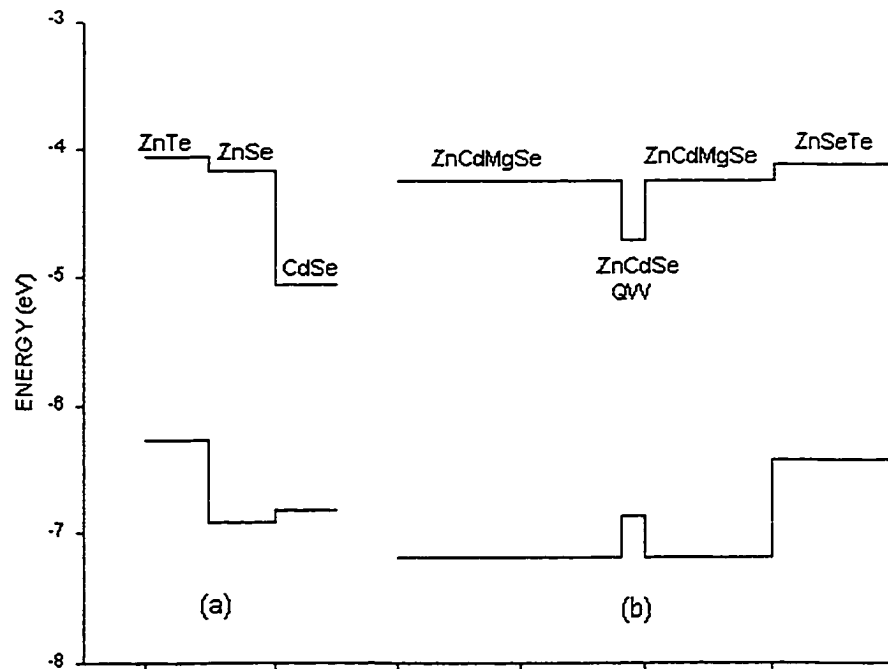 -3
-4
-5
-6
-7
-8
ENERGY (eV)
ZnTe
ZnSe
CdSe
(a)
ZnCdMgSe
ZnCdSe
QW
ZnCdMgSe
ZnSeTe
(b)